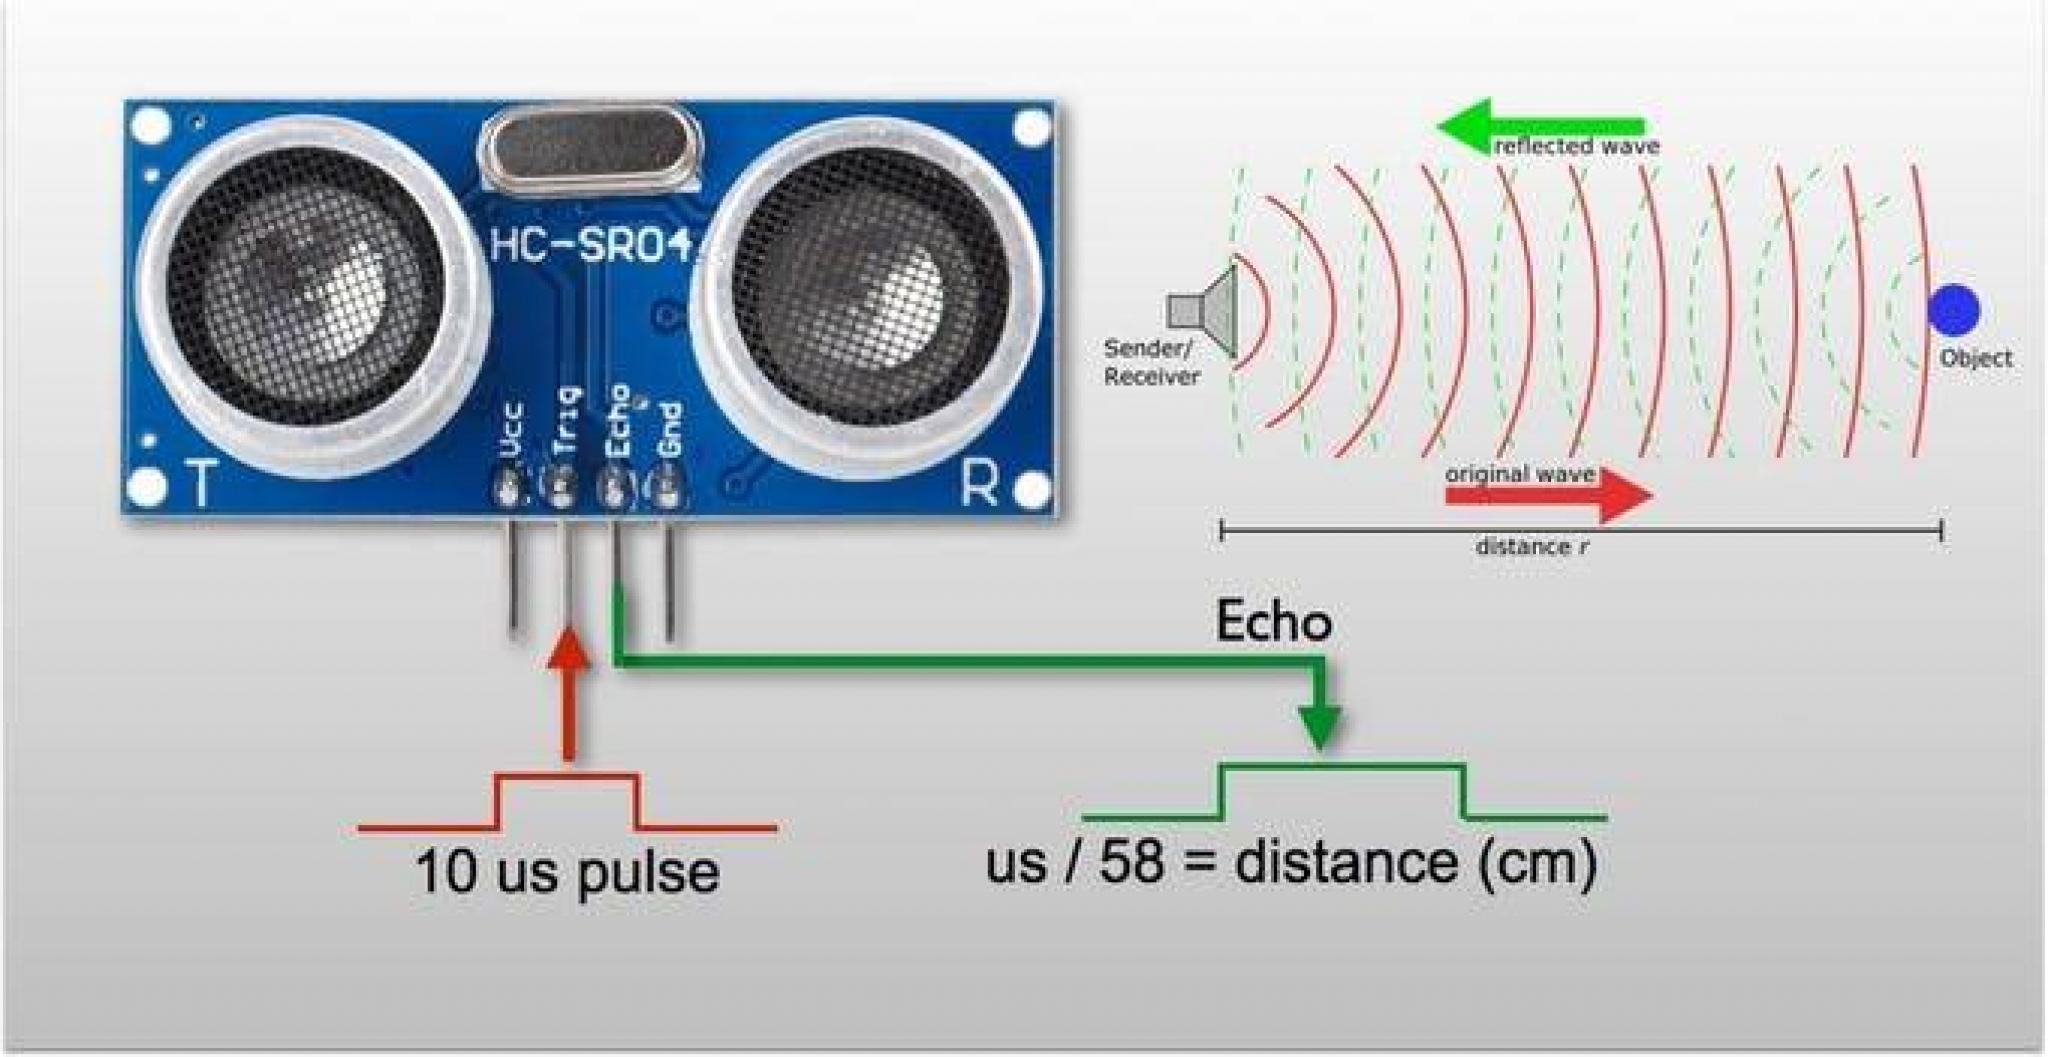 HC-SR04
Vcc
Trig
Echo
Gnd
T
R
reflected wave
Sender/
Receiver
Object
original wave
distance r
Echo
10 us pulse
us / 58 = distance (cm)